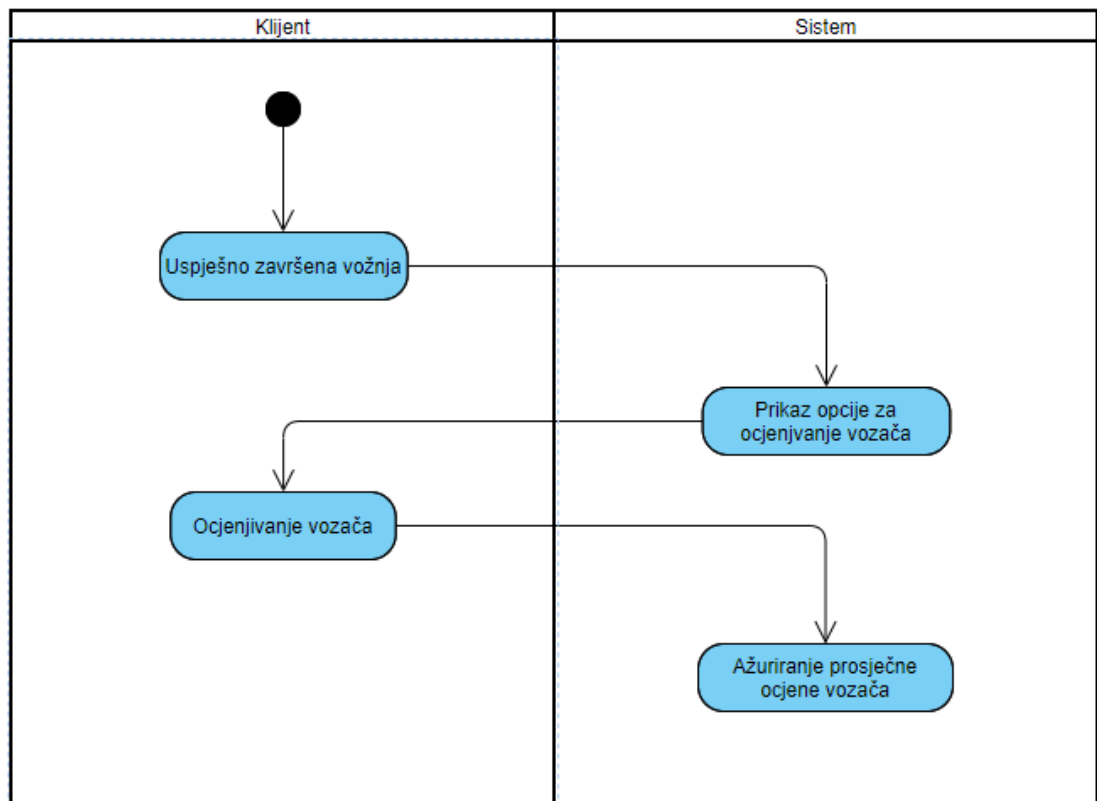 Klijent
Sistem
Uspješno završena vožnja
Prikaz opcije za
ocjenjvanje vozača
Ocjenjivanje vozača
Ažuriranje prosječne
ocjene vozača